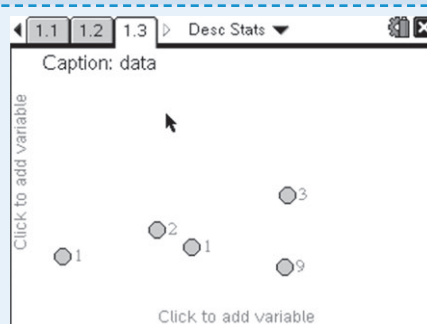 1.1 1.2 1.3 Desc Stats
Caption: data
Click to add variable
3
2
1
1
9
Click to add variable